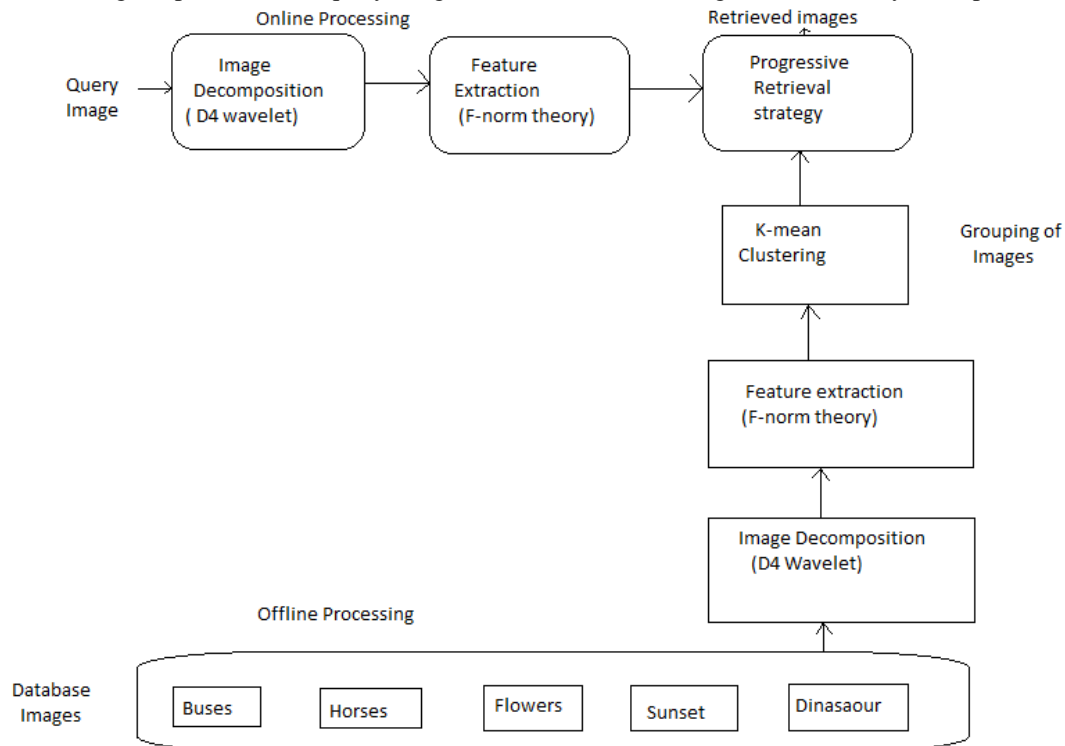 Online Processing
Retrieved images
Query
Image
Image
Decomposition
( D4 wavelet)
Feature
Extraction
(F-norm theory)
Progressive
Retrieval
strategy
K-mean
Clustering
Grouping of
Images
Feature extraction
(F-norm theory)
Image Decomposition
(D4 Wavelet)
Offline Processing
Database
Images
Buses
Horses
Flowers
Sunset
Dinasaour